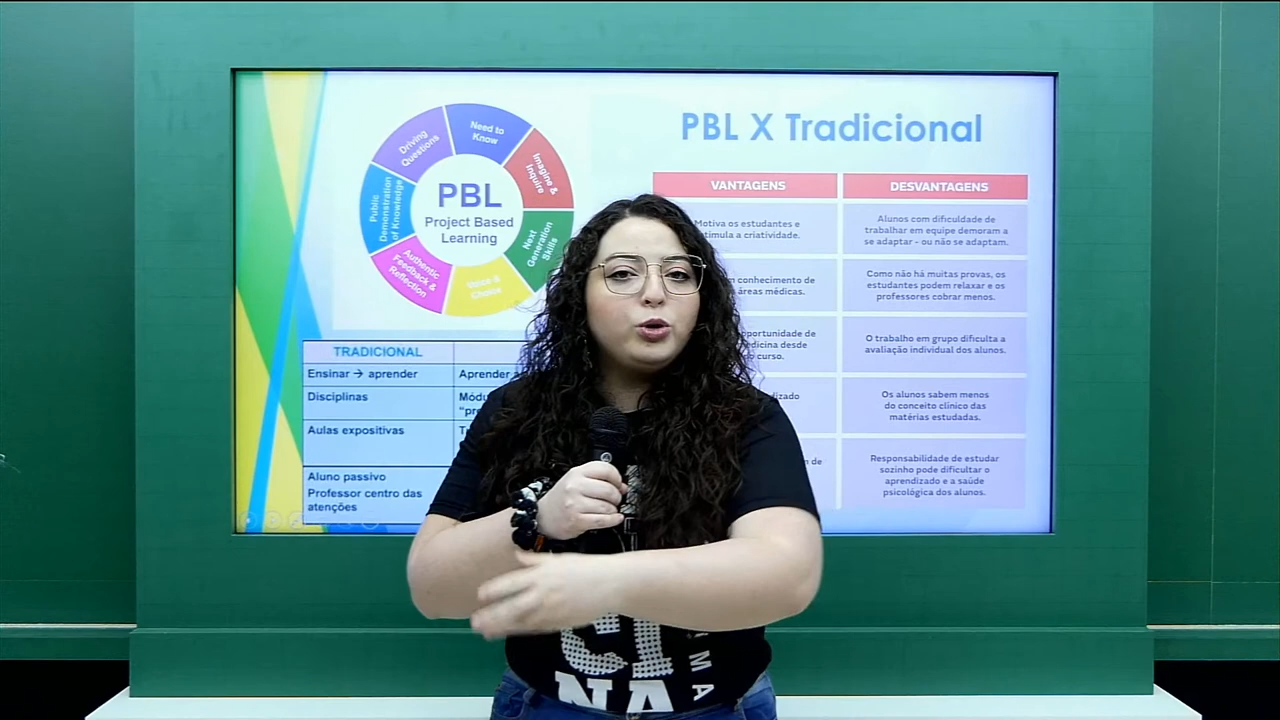 PBL X Tradicional
Driving
Questions
Need to
Know
Imagine &
Inquire
Next
Generation
Skills
Voice &
Choice
Authentic
Feedback &
Reflection
Public
Demonstration
of Knowledge
PBL
Project Based
Learning
VANTAGENS
Motiva os estudantes e
a criatividade.
conhecimento de
áreas médicas.
oportunidade de
desde
curso.
de
DESVANTAGENS
Alunos com dificuldade de
trabalhar em equipe demoram a
se adaptar - ou não se adaptam.
Como não há muitas provas, os
estudantes podem relaxar e os
professores cobrar menos.
O trabalho em grupo dificulta a
avaliação individual dos alunos.
Os alunos sabem menos
do conceito clínico das
matérias estudadas.
Responsabilidade de estudar
sozinho pode dificultar o
aprendizado e a saúde
psicológica dos alunos.
TRADICIONAL
Ensinar → aprender
Aprender
Disciplinas
Aulas expositivas
Aluno passivo
Professor centro das
atenções
CI
NA
MA